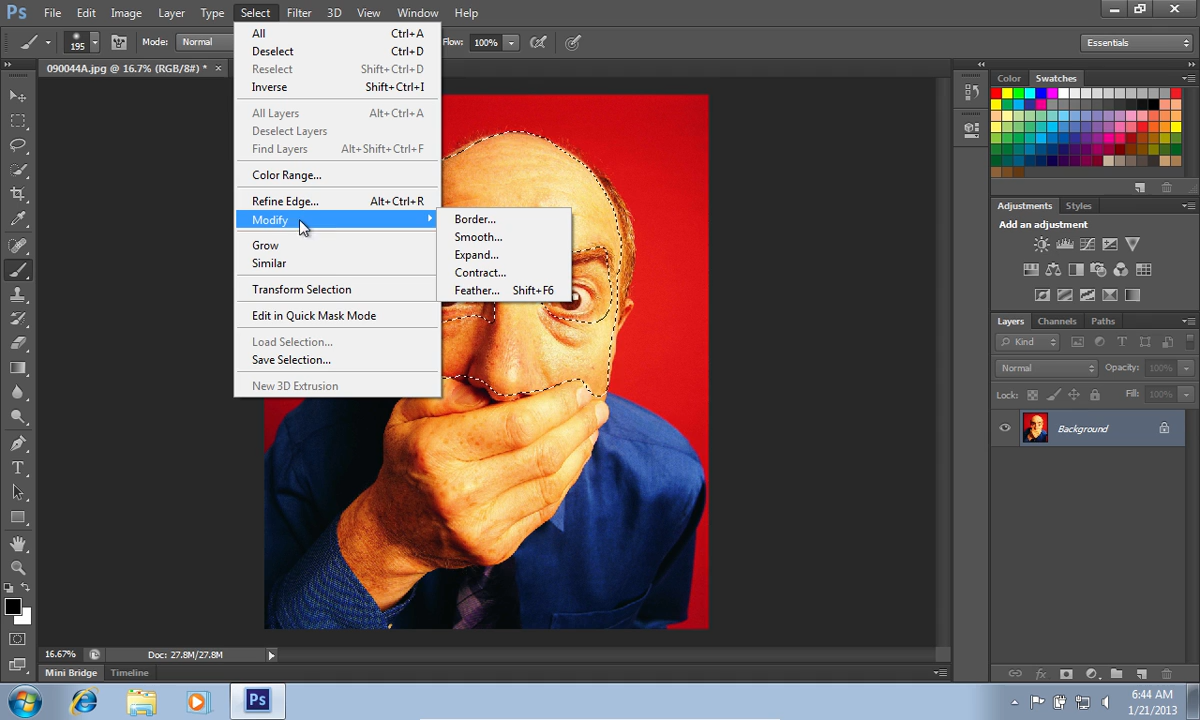 Ps File Edit Image Layer Type Select Filter 3D View Window Help
195 Mode: Normal Flow: 100% Essentials
090044A.jpg @ 16.7% (RGB/8#) * ×
All Ctrl+A
Deselect Ctrl+D
Reselect Shift+Ctrl+D
Inverse Shift+Ctrl+I
All Layers Alt+Ctrl+A
Deselect Layers
Find Layers Alt+Shift+Ctrl+F
Color Range...
Refine Edge... Alt+Ctrl+R
Modify
Grow
Similar
Transform Selection
Edit in Quick Mask Mode
Load Selection...
Save Selection...
New 3D Extrusion
Border...
Smooth...
Expand...
Contract...
Feather... Shift+F6
Color Swatches
Adjustments Styles
Add an adjustment
Layers Channels Paths
Kind
Normal Opacity: 100%
Lock: Fill: 100%
Background
16.67% Doc: 27.8M/27.8M
Mini Bridge Timeline
Ps
6:44 AM
1/21/2013